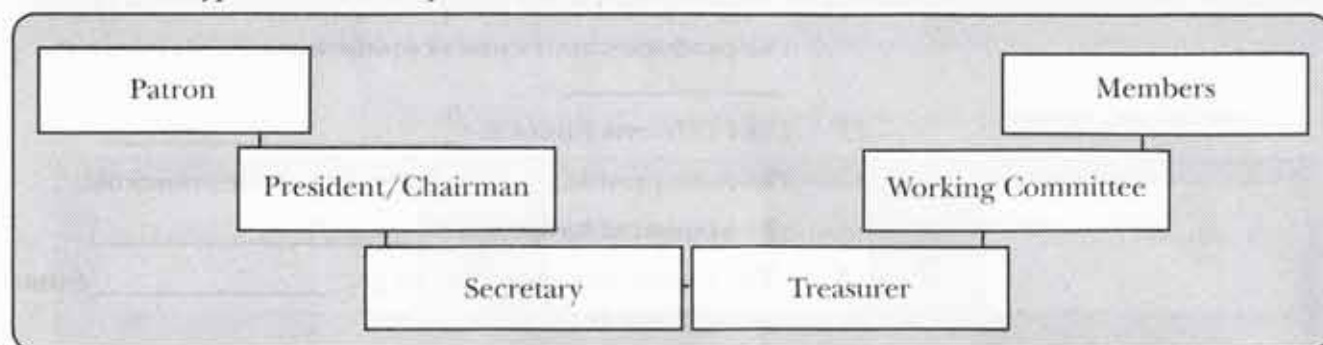 Patron
Members
President/Chairman
Working Committee
Secretary
Treasurer